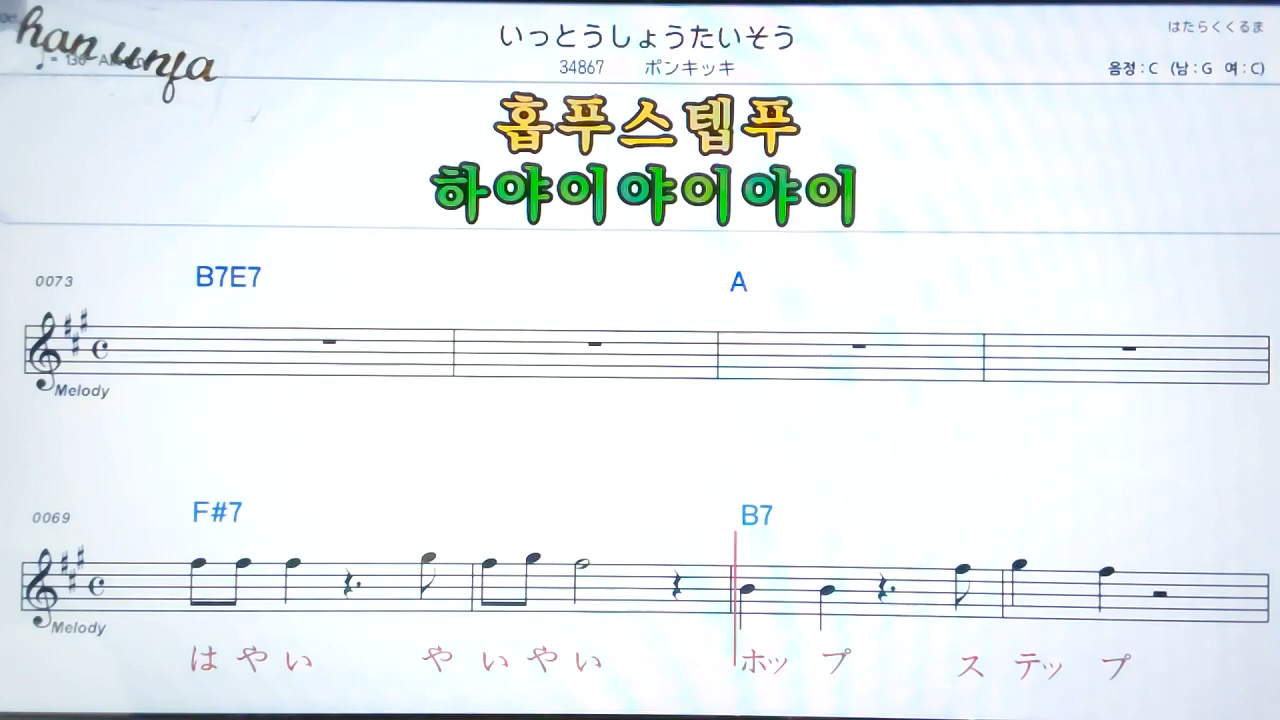 han unfa
いっとうしょうたいそう
はたらくくるま
34867 ポンキッキ
음정 : C (남 : G 여 : C)
홉푸스텝푸
하야이야이야이
0073 B7E7 A
Melody
0069 F#7 B7
Melody
はやい やいやい ホップ ステップ